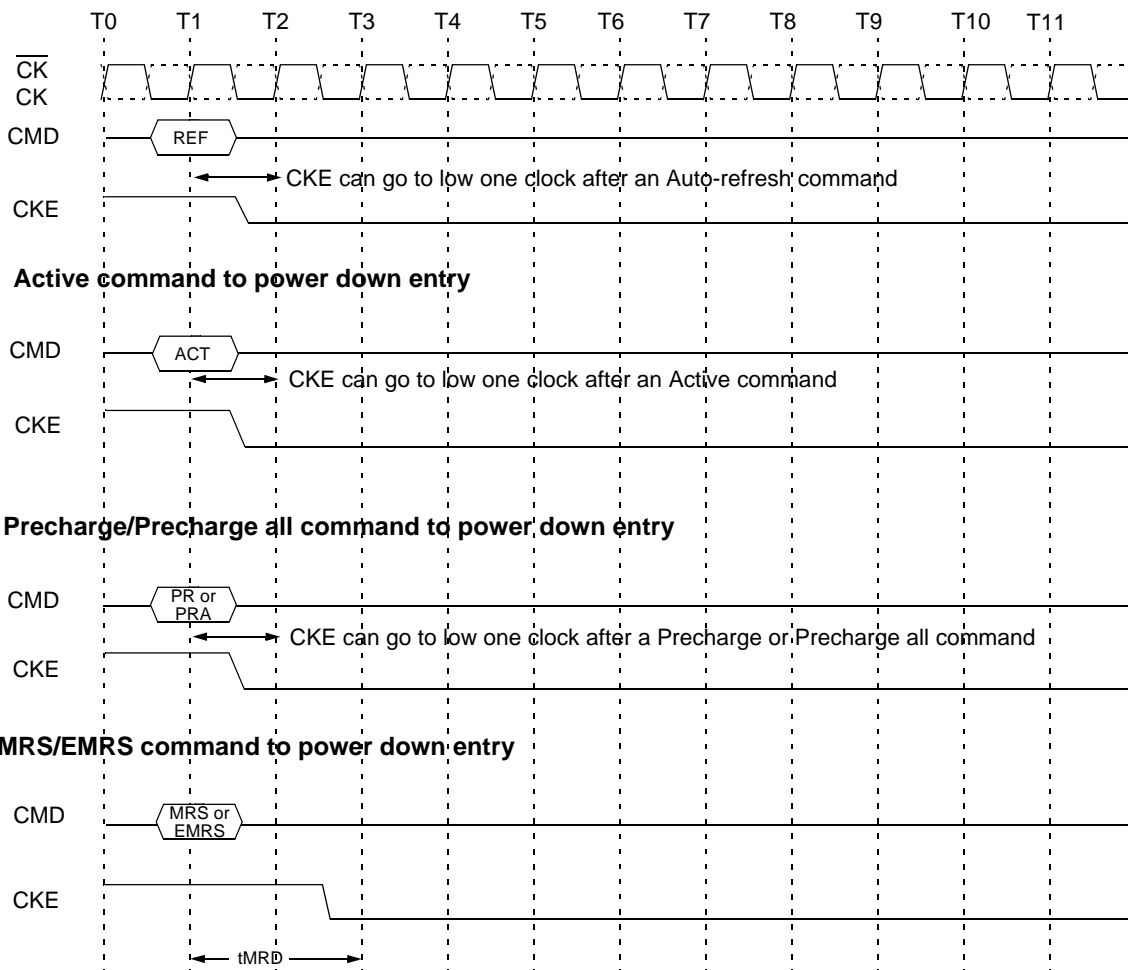 T0 T1 T2 T3 T4 T5 T6 T7 T8 T9 T10 T11
CK
CK
CMD REF
CKE can go to low one clock after an Auto-refresh command
CKE
Active command to power down entry
CMD ACT
CKE can go to low one clock after an Active command
CKE
Precharge/Precharge all command to power down entry
CMD PR or
PRA
CKE can go to low one clock after a Precharge or Precharge all command
CKE
MRS/EMRS command to power down entry
CMD MRS or
EMRS
CKE
tMRD